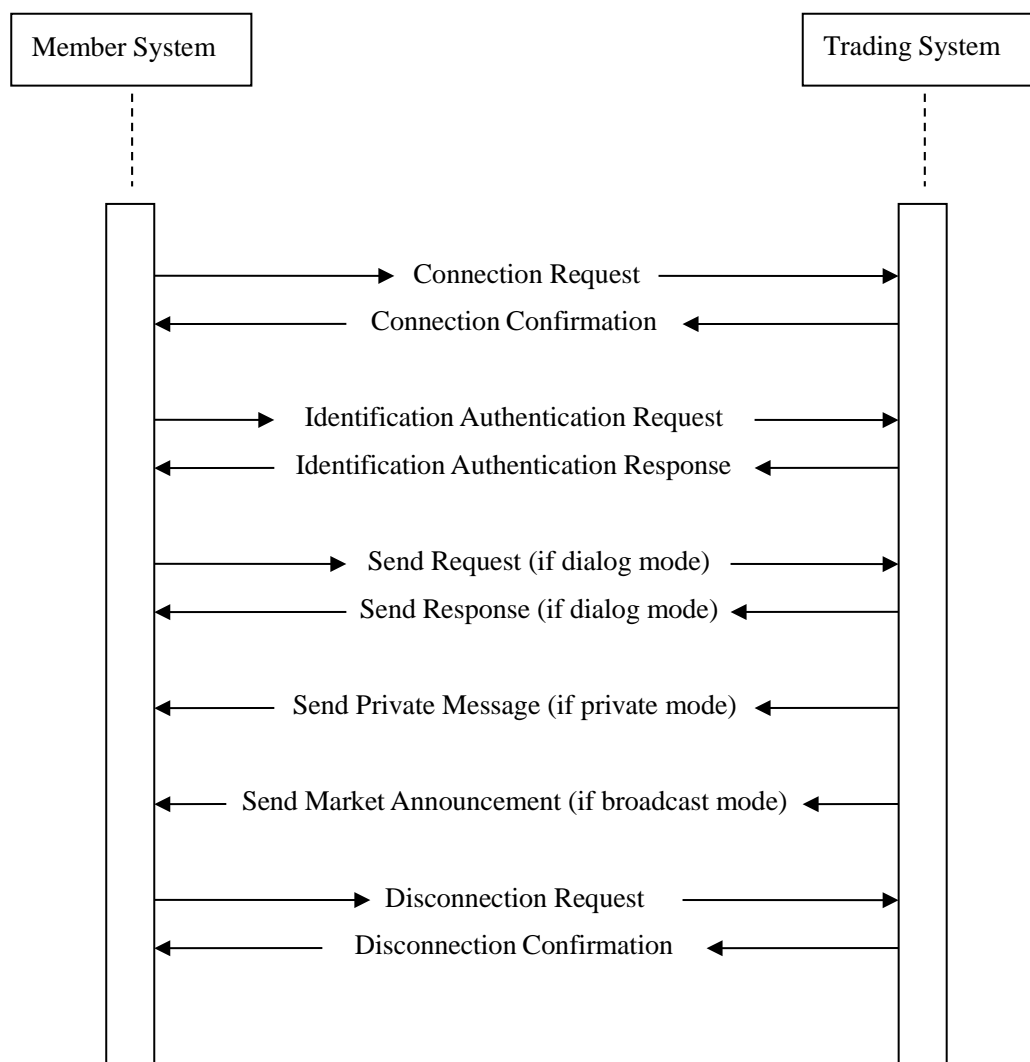 Member System
Trading System
Connection Request
Connection Confirmation
Identification Authentication Request
Identification Authentication Response
Send Request (if dialog mode)
Send Response (if dialog mode)
Send Private Message (if private mode)
Send Market Announcement (if broadcast mode)
Disconnection Request
Disconnection Confirmation